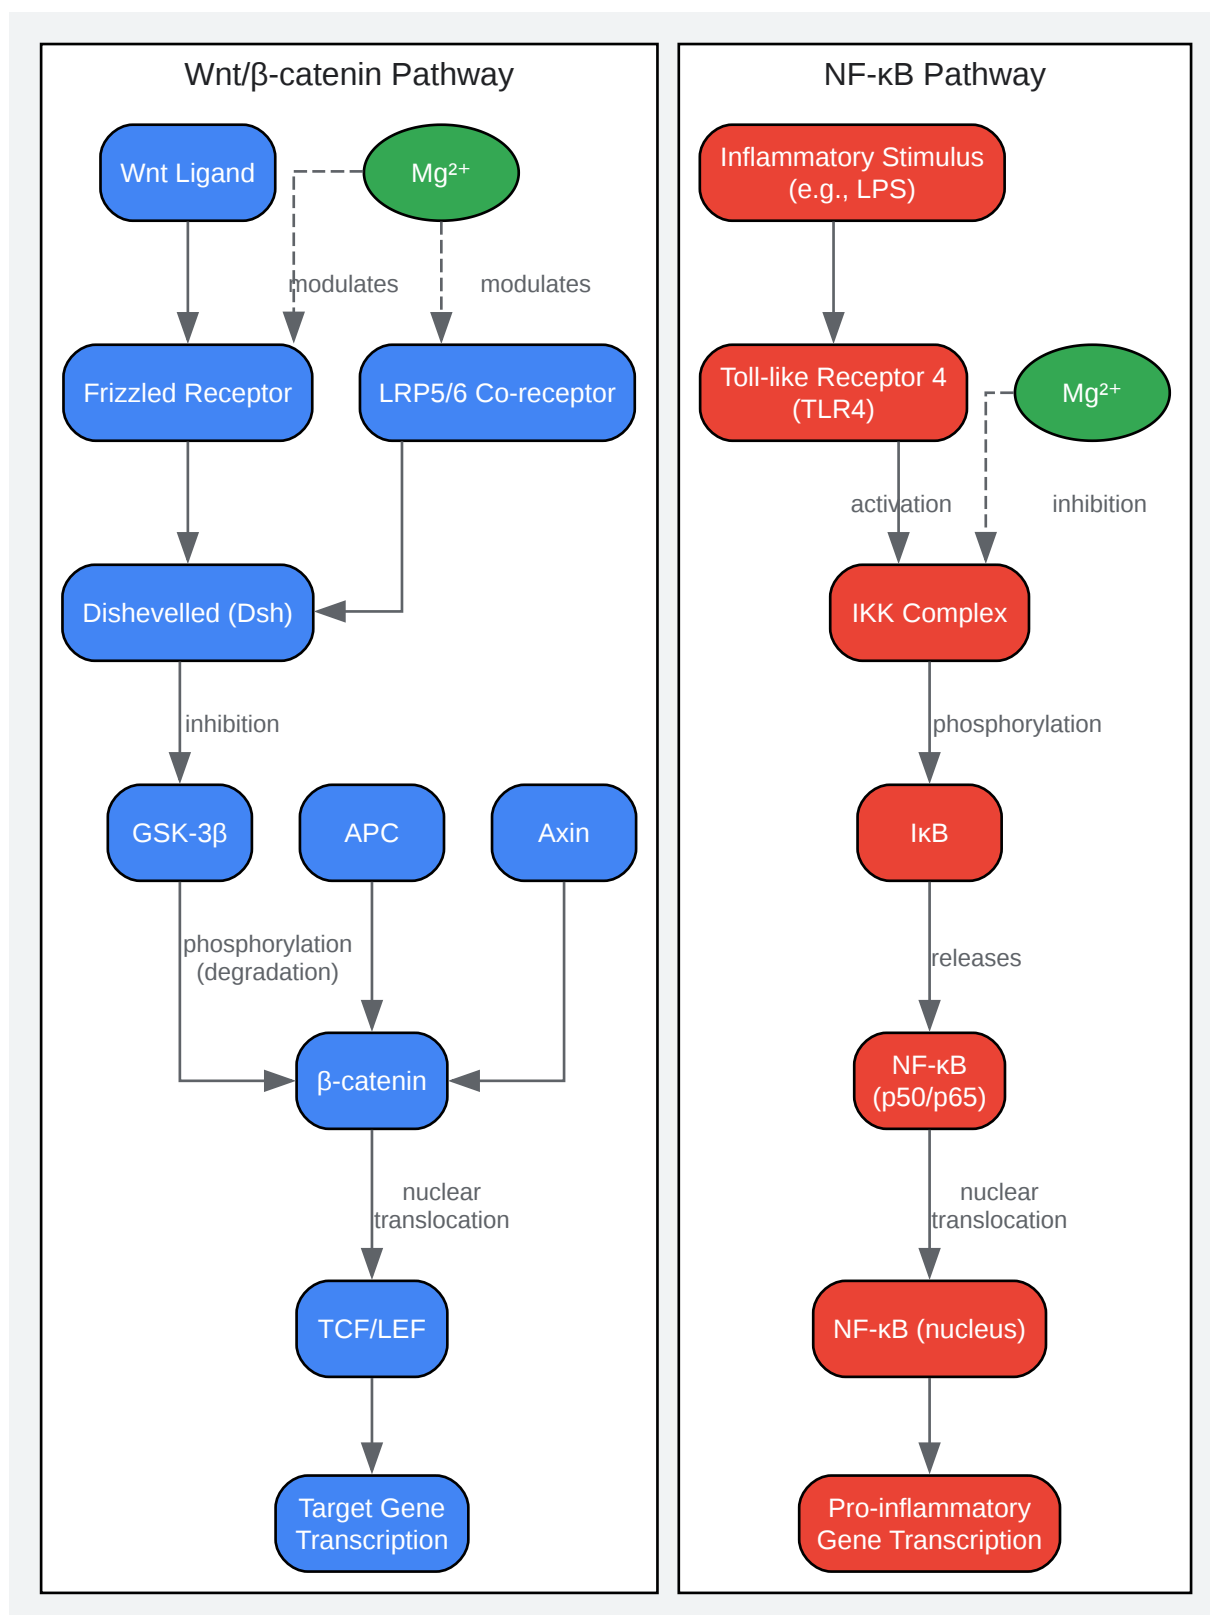 Wnt/β-catenin Pathway
Wnt Ligand
Mg²⁺
modulates
modulates
Frizzled Receptor
LRP5/6 Co-receptor
Dishevelled (Dsh)
inhibition
GSK-3β
APC
Axin
phosphorylation
(degradation)
β-catenin
nuclear
translocation
TCF/LEF
Target Gene
Transcription
NF-κB Pathway
Inflammatory Stimulus
(e.g., LPS)
Toll-like Receptor 4
(TLR4)
Mg²⁺
activation
inhibition
IKK Complex
phosphorylation
IκB
releases
NF-κB
(p50/p65)
nuclear
translocation
NF-κB (nucleus)
Pro-inflammatory
Gene Transcription